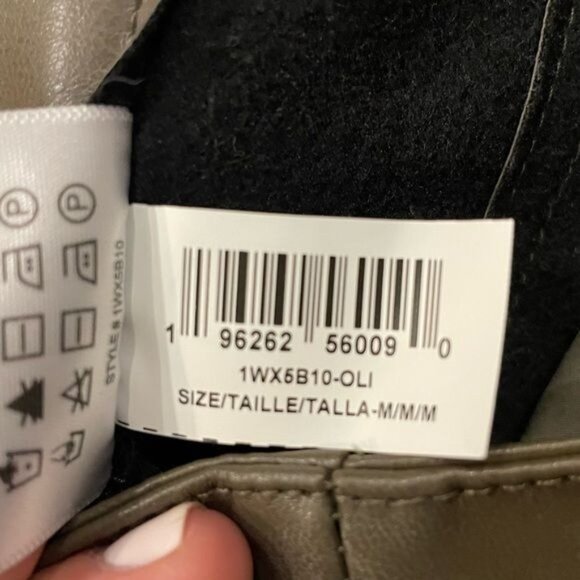 P P
STYLE # 1WX5B10
1 96262 56009 0
1WX5B10-OLI
SIZE/TAILLE/TALLA-M/M/M